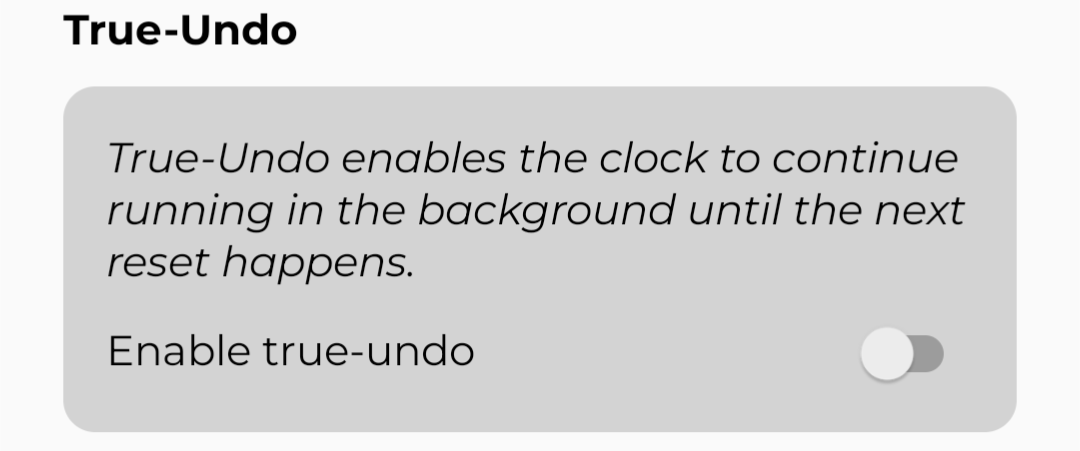 True-Undo
True-Undo enables the clock to continue
running in the background until the next
reset happens.
Enable true-undo